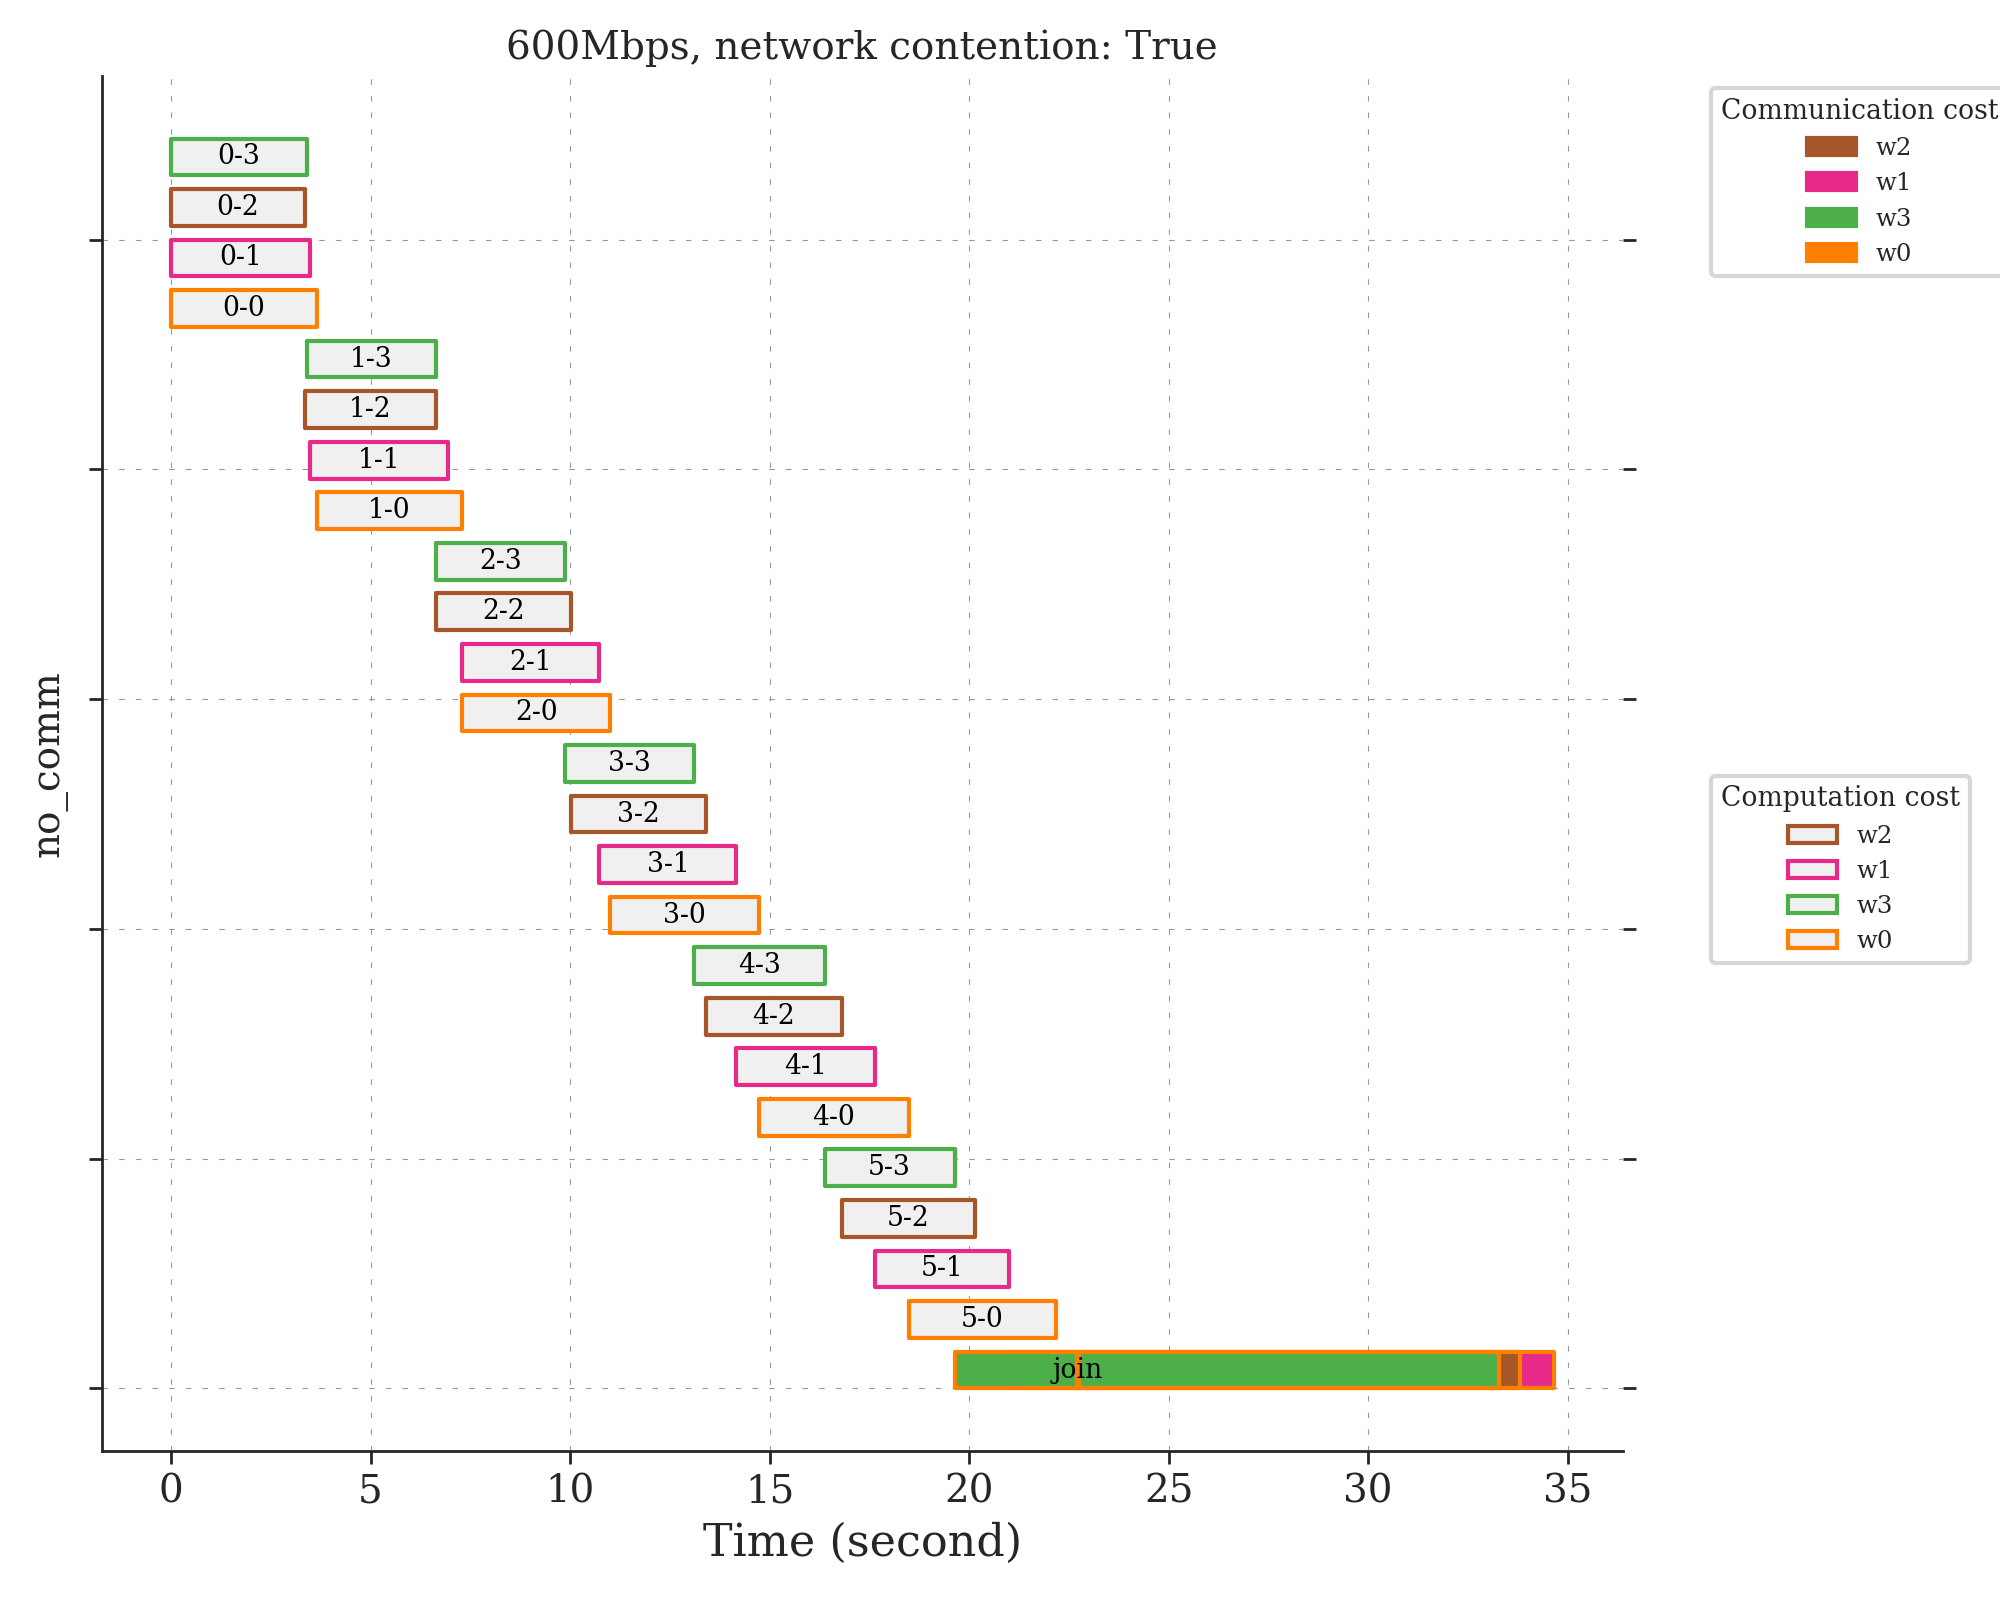 600Mbps, network contention: True
Communication cost
w2
w1
w3
w0
0-3
0-2
0-1
0-0
1-3
1-2
1-1
1-0
2-3
2-2
2-1
2-0
3-3
3-2
3-1
3-0
4-3
4-2
4-1
4-0
5-3
5-2
5-1
5-0
join
no_comm
Computation cost
w2
w1
w3
w0
0 5 10 15 20 25 30 35
Time (second)